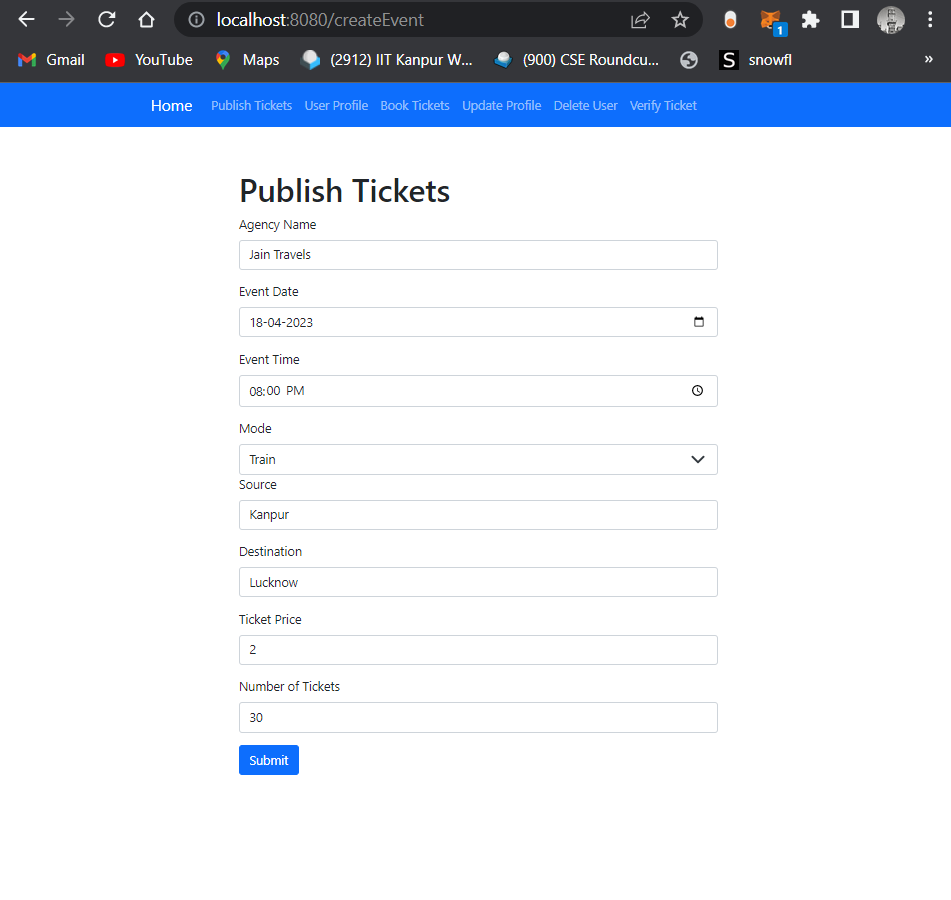 localhost:8080/createEvent
1
Gmail YouTube Maps (2912) IIT Kanpur W... (900) CSE Roundcu... S snowfl »
Home Publish Tickets User Profile Book Tickets Update Profile Delete User Verify Ticket
Publish Tickets
Agency Name
Jain Travels
Event Date
18-04-2023
Event Time
08:00 PM
Mode
Train
Source
Kanpur
Destination
Lucknow
Ticket Price
2
Number of Tickets
30
Submit